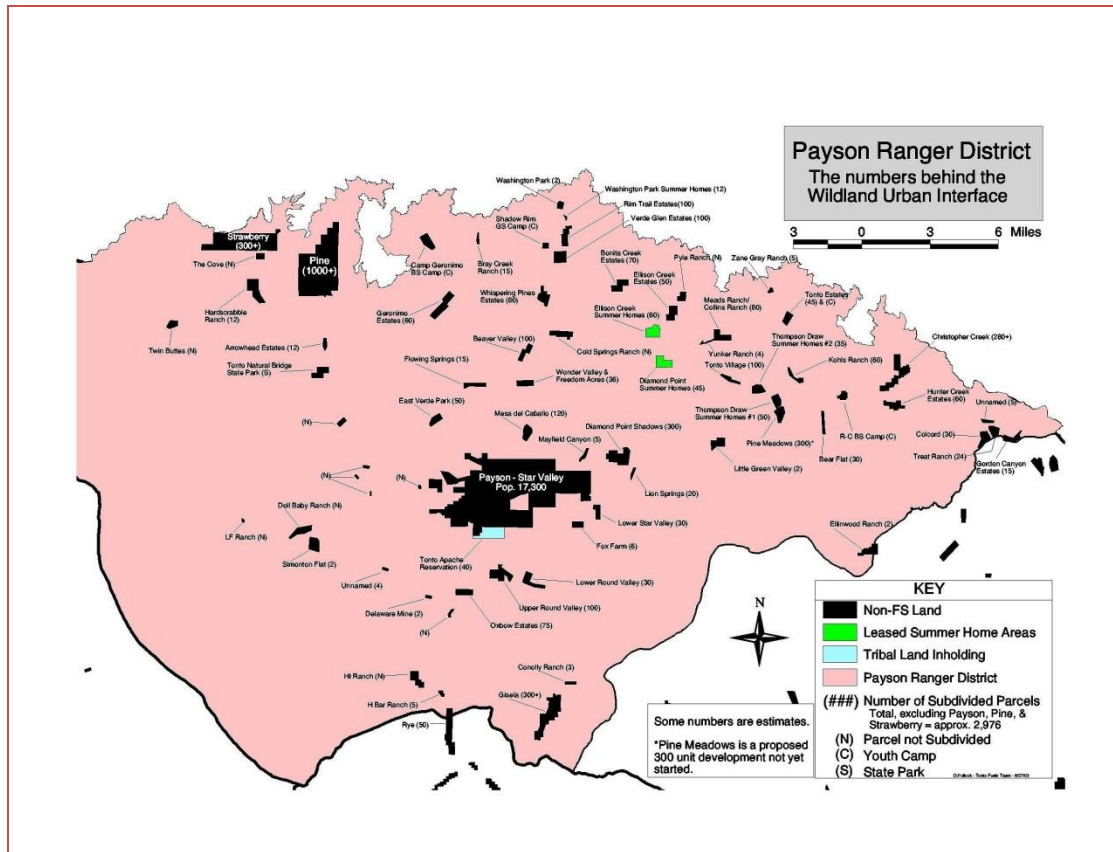 Payson Ranger District
The numbers behind the
Wildland Urban Interface
3 0 3 6 Miles
Washington Park (2)
Washington Park Summer Homes (12)
Rim Trail Estates(100)
Verde Glen Estates (100)
Shadow Rim
GS Camp (C)
Strawberry
(300+)
The Cove (N)
Pine
(1000+)
Camp Geronimo
BS Camp (C)
Bray Creek
Ranch (15)
Bonita Creek
Estates (70)
Pyle Ranch (N)
Zane Gray Ranch (5)
Ellison Creek
Estates (50)
Hardscrabble
Ranch (12)
Geronimo
Estates (60)
Whispering Pines
Estates (80)
Ellison Creek
Summer Homes (60)
Meads Ranch/
Collins Ranch (80)
Tonto Estates
(45) & (C)
Twin Buttes (N)
Arrowhead Estates (12)
Tonto Natural Bridge
State Park (S)
Beaver Valley (100)
Flowing Springs (15)
Cold Springs Ranch (N)
Wonder Valley &
Freedom Acres (36)
Yunker Ranch (4)
Tonto Village (100)
Thompson Draw
Summer Homes #2 (35)
Kohls Ranch (60)
Christopher Creek (280+)
Diamond Point
Summer Homes (45)
Hunter Creek
Estates (60)
Unnamed (5)
East Verde Park (50)
(N)
Mesa del Caballo (120)
Mayfield Canyon (5)
Diamond Point Shadows (300)
Thompson Draw
Summer Homes #1 (50)
Pine Meadows (300)*
R-C BS Camp (C)
Bear Flat (30)
Colcord (30)
Treat Ranch (24)
Gordon Canyon
Estates (15)
Little Green Valley (2)
(N)
(N)
Payson - Star Valley
Pop. 17,300
Lion Springs (20)
Doll Baby Ranch (N)
LF Ranch (N)
Simonton Flat (2)
Lower Star Valley (30)
Fox Farm (6)
Tonto Apache
Reservation (40)
Ellinwood Ranch (2)
Unnamed (4)
Lower Round Valley (30)
Upper Round Valley (100)
Delaware Mine (2)
(N)
Oxbow Estates (75)
HI Ranch (N)
H Bar Ranch (5)
Rye (50)
Conolly Ranch (3)
Gisela (300+)
N
Some numbers are estimates.
*Pine Meadows is a proposed
300 unit development not yet
started.
KEY
Non-FS Land
Leased Summer Home Areas
Tribal Land Inholding
Payson Ranger District
(###) Number of Subdivided Parcels
Total, excluding Payson, Pine, &
Strawberry = approx. 2,976
(N) Parcel not Subdivided
(C) Youth Camp
(S) State Park